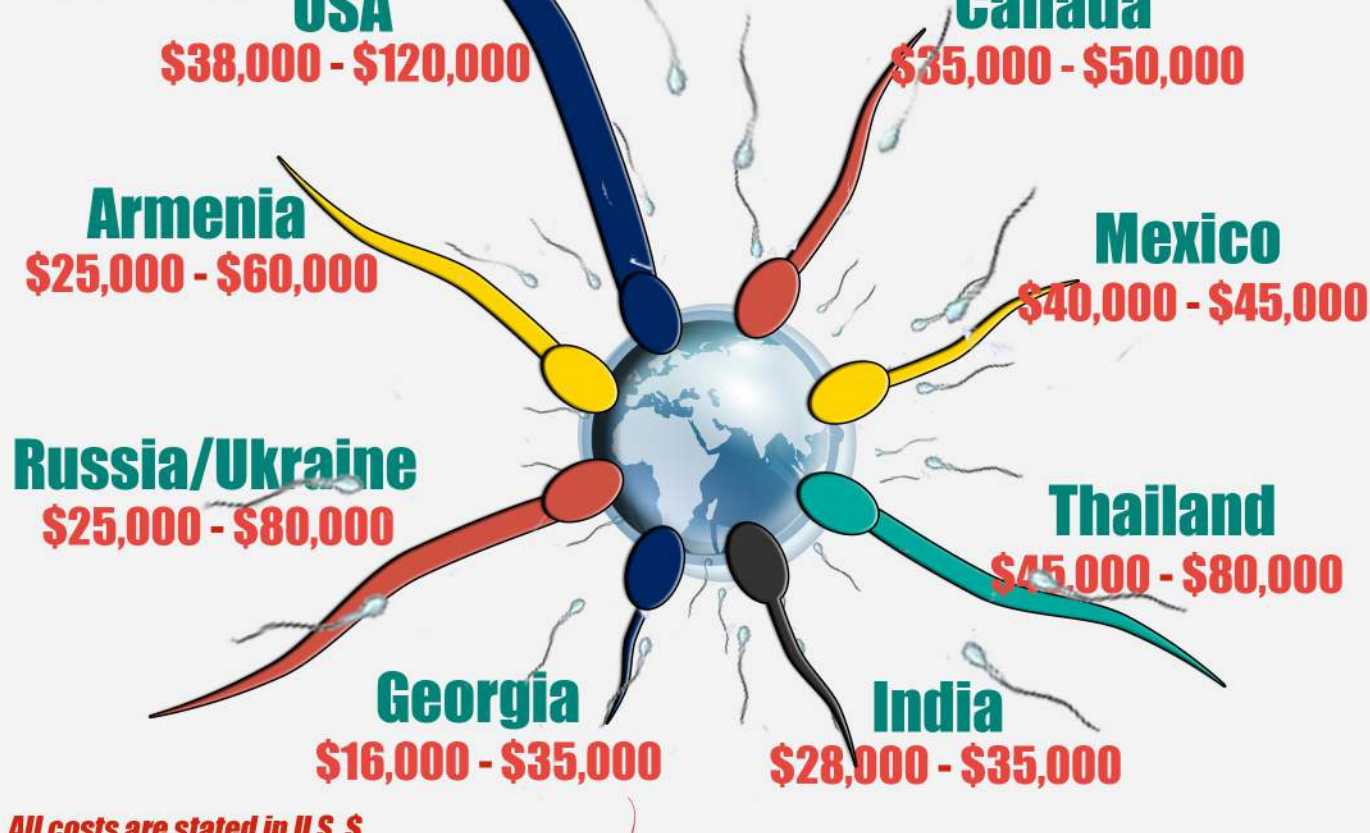 USA
$38,000 - $120,000
Canada
$35,000 - $50,000
Armenia
$25,000 - $60,000
Mexico
$40,000 - $45,000
Russia/Ukraine
$25,000 - $80,000
Thailand
$45,000 - $80,000
Georgia
$16,000 - $35,000
India
$28,000 - $35,000
All costs are stated in U.S. $